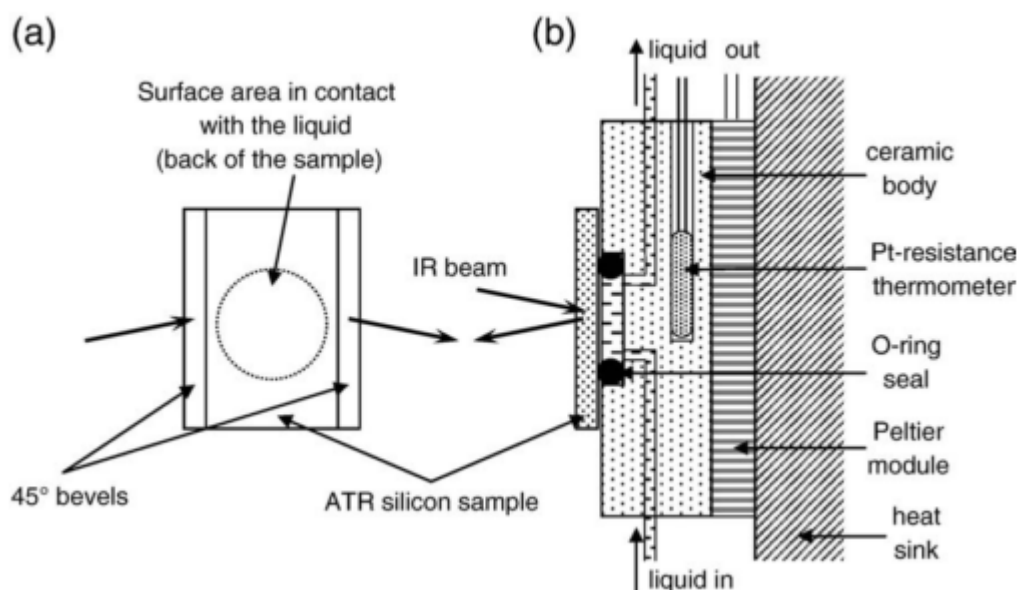 (a)
Surface area in contact
with the liquid
(back of the sample)
45° bevels
ATR silicon sample
(b)
liquid out
IR beam
ceramic
body
Pt-resistance
thermometer
O-ring
seal
Peltier
module
heat
sink
liquid in